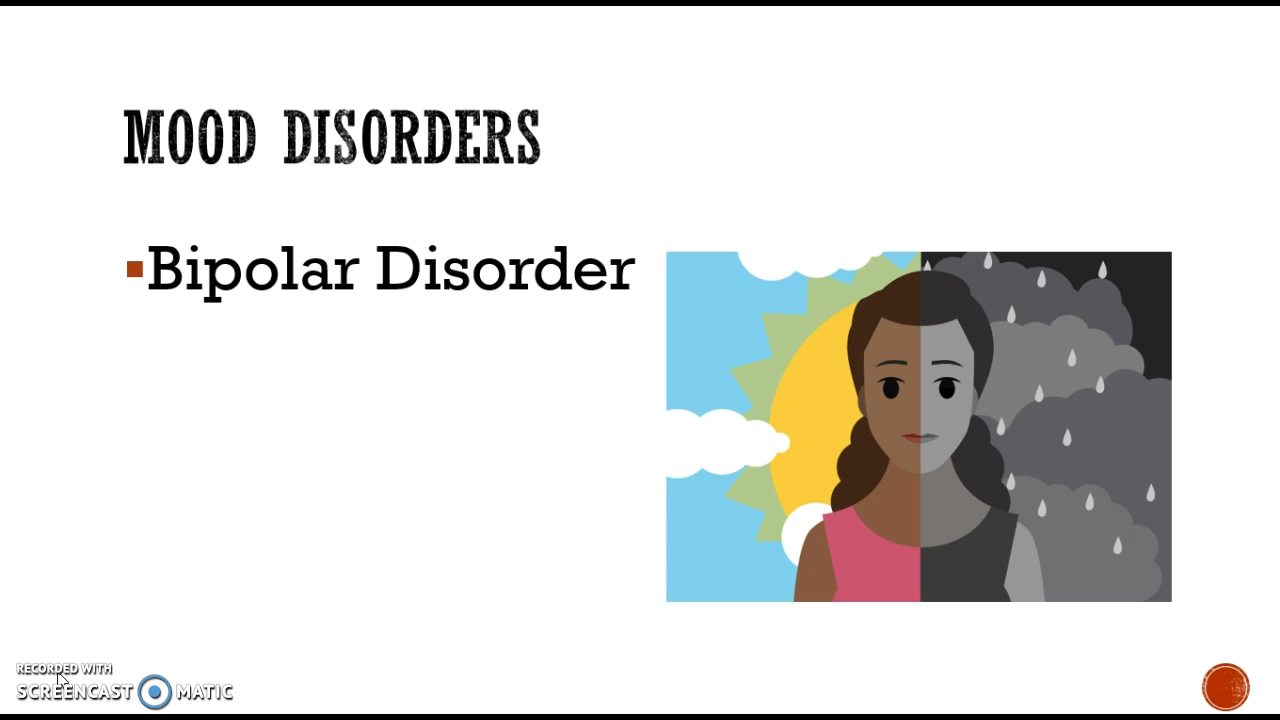 MOOD DISORDERS
Bipolar Disorder
RECORDED WITH
SCREENCAST MATIC